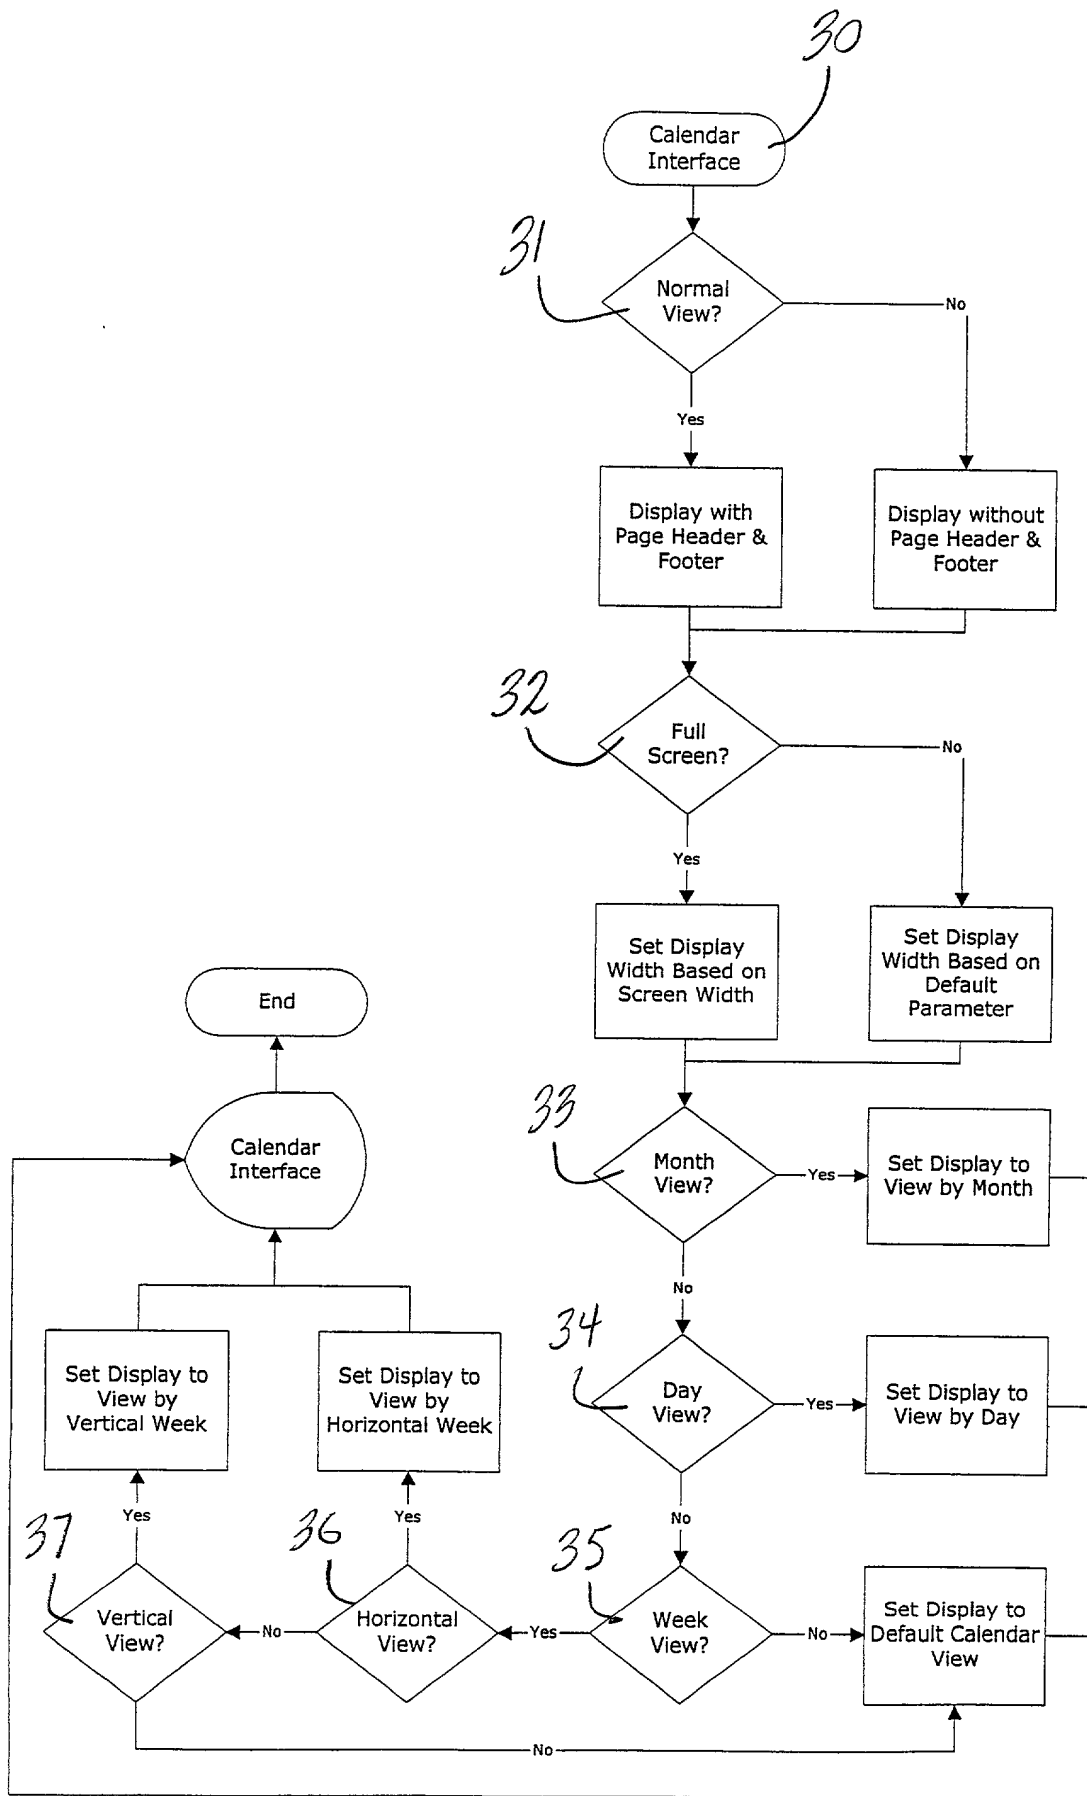 30
Calendar
Interface
31
Normal
View?
No
Yes
Display with
Page Header &
Footer
Display without
Page Header &
Footer
32
Full
Screen?
No
Yes
Set Display
Width Based on
Screen Width
Set Display
Width Based on
Default
Parameter
End
33
Calendar
Interface
Month
View?
Yes
Set Display to
View by Month
No
34
Set Display to
View by
Vertical Week
Set Display to
View by
Horizontal Week
Day
View?
Yes
Set Display to
View by Day
Yes
Yes
No
37
36
35
Vertical
View?
No
Horizontal
View?
Yes
Week
View?
No
Set Display to
Default Calendar
View
No